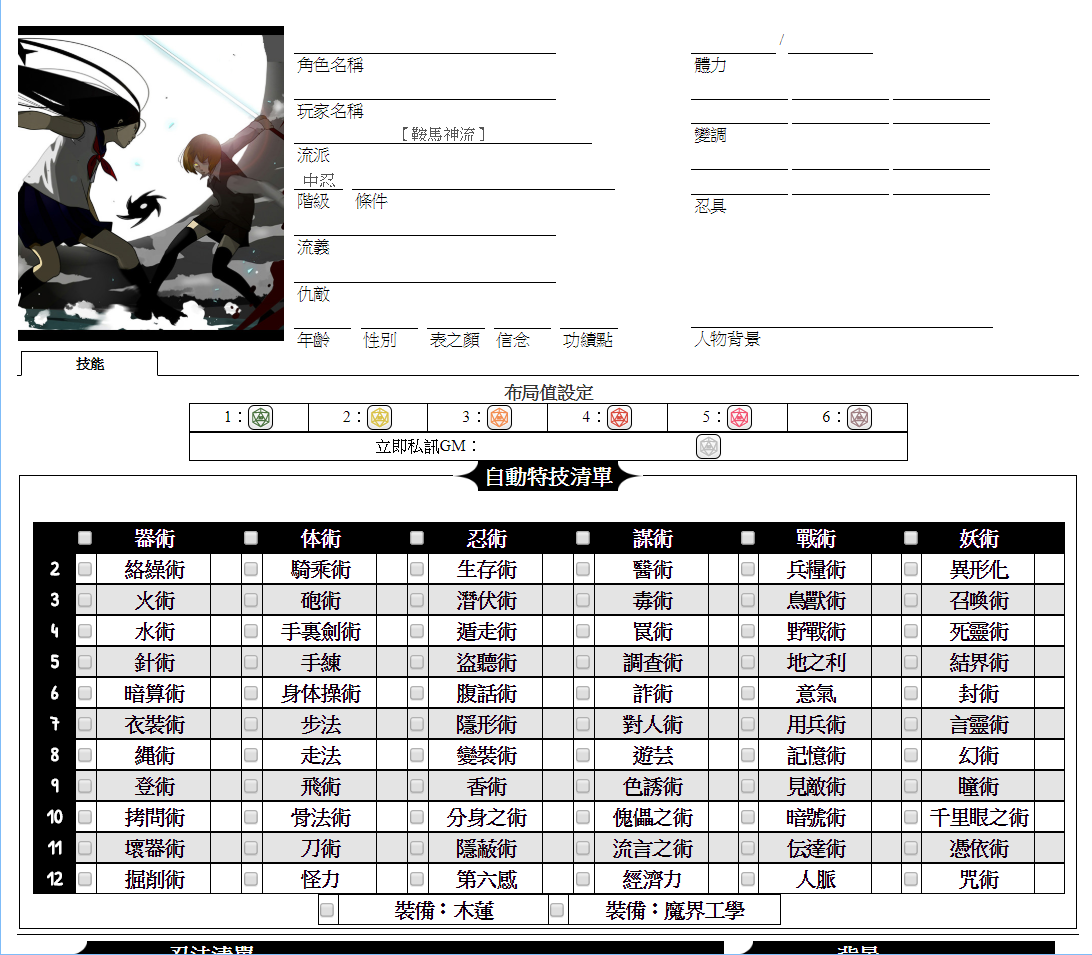 /
角色名稱
體力
玩家名稱
【鞍馬神流】
變調
流派
中忍
階級 條件
忍具
流義
仇敵
年齡 性別 表之顏 信念 功績點
人物背景
技能
布局值設定
1： 2： 3： 4： 5： 6：
立即私訊GM：
自動特技清單
器術 体術 忍術 謀術 戰術 妖術
2 絡繰術 騎乘術 生存術 醫術 兵糧術 異形化
3 火術 砲術 潛伏術 毒術 鳥獸術 召喚術
4 水術 手裏劍術 遁走術 罠術 野戰術 死靈術
5 針術 手練 盜聽術 調查術 地之利 結界術
6 暗算術 身体操術 腹話術 詐術 意氣 封術
7 衣裝術 步法 隱形術 對人術 用兵術 言靈術
8 縄術 走法 變裝術 遊芸 記憶術 幻術
9 登術 飛術 香術 色誘術 見敵術 瞳術
10 拷問術 骨法術 分身之術 傀儡之術 暗號術 千里眼之術
11 壞器術 刀術 隱蔽術 流言之術 伝達術 憑依術
12 掘削術 怪力 第六感 經濟力 人脈 咒術
裝備：木蓮 裝備：魔界工學
忍法清單 背景